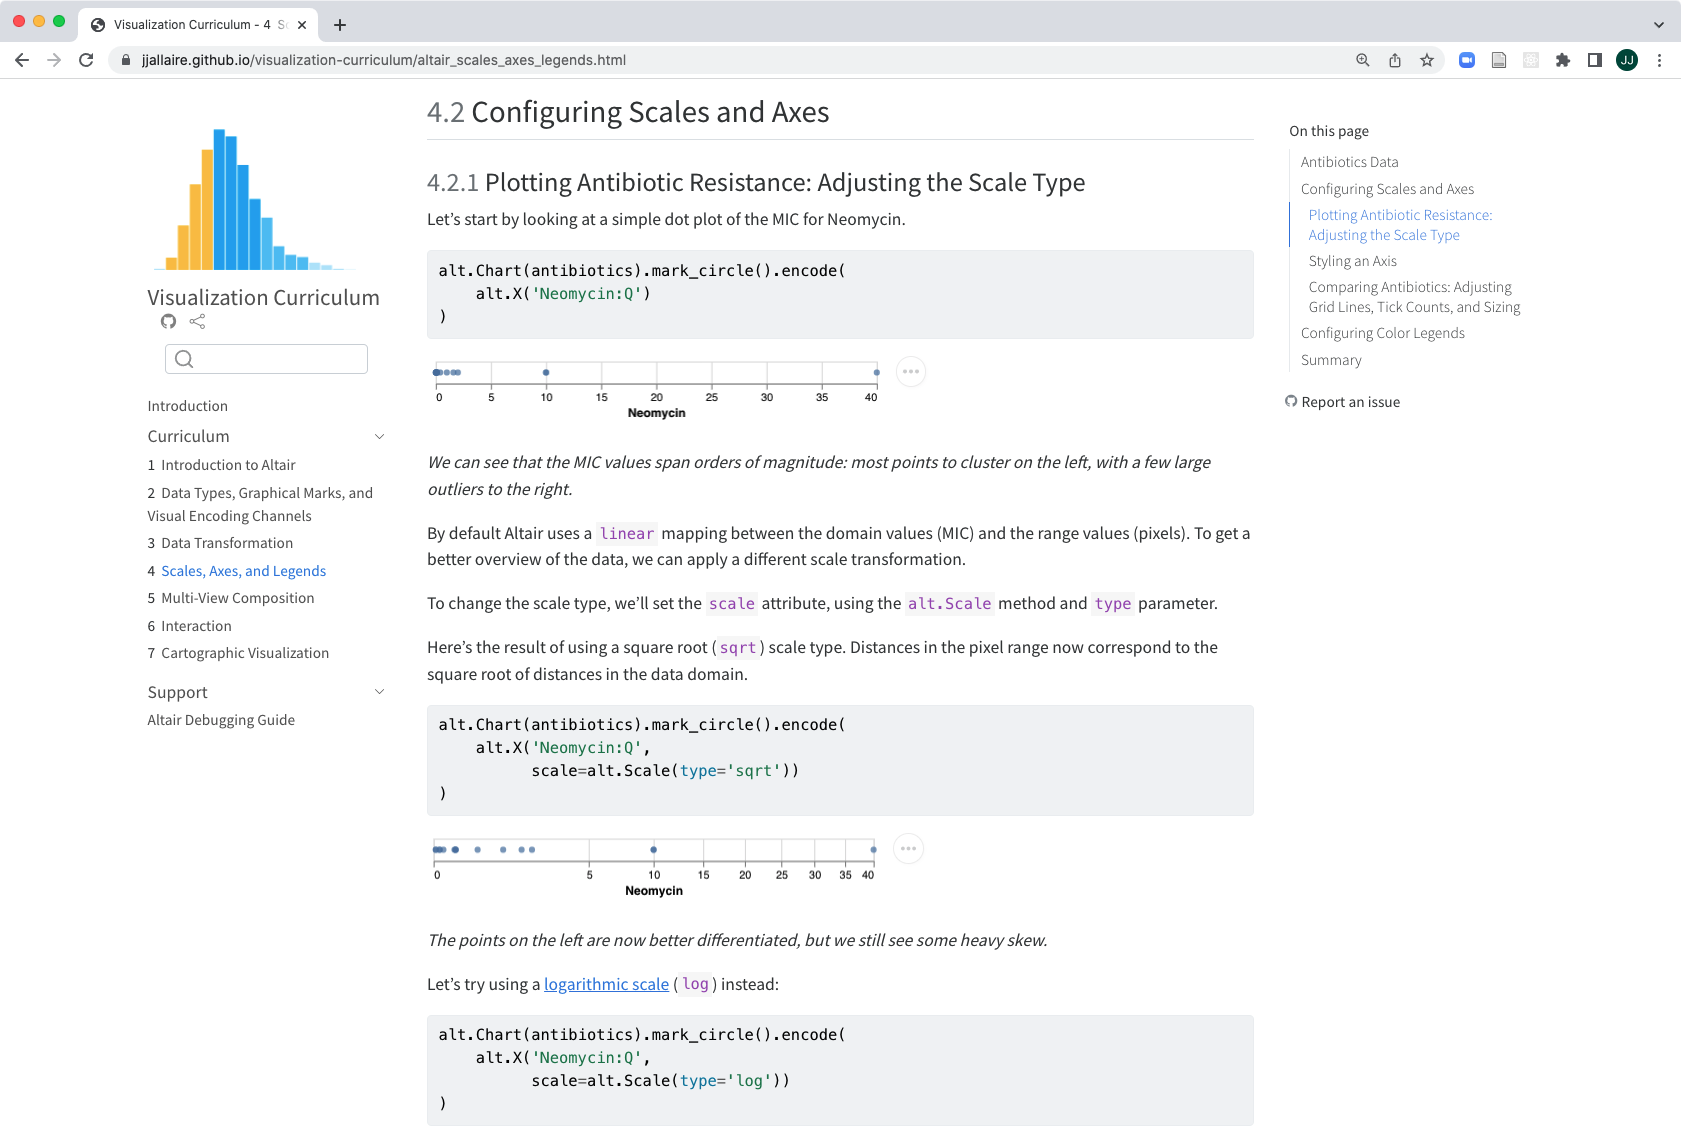 Visualization Curriculum - 4 Sc
jjallaire.github.io/visualization-curriculum/altair_scales_axes_legends.html
JJ
Visualization Curriculum
Introduction
Curriculum
1 Introduction to Altair
2 Data Types, Graphical Marks, and
Visual Encoding Channels
3 Data Transformation
4 Scales, Axes, and Legends
5 Multi-View Composition
6 Interaction
7 Cartographic Visualization
Support
Altair Debugging Guide
4.2 Configuring Scales and Axes
4.2.1 Plotting Antibiotic Resistance: Adjusting the Scale Type
Let’s start by looking at a simple dot plot of the MIC for Neomycin.
alt.Chart(antibiotics).mark_circle().encode(
    alt.X('Neomycin:Q')
)
0 5 10 15 20 25 30 35 40
Neomycin
We can see that the MIC values span orders of magnitude: most points to cluster on the left, with a few large
outliers to the right.
By default Altair uses a linear mapping between the domain values (MIC) and the range values (pixels). To get a
better overview of the data, we can apply a different scale transformation.
To change the scale type, we’ll set the scale attribute, using the alt.Scale method and type parameter.
Here’s the result of using a square root (sqrt) scale type. Distances in the pixel range now correspond to the
square root of distances in the data domain.
alt.Chart(antibiotics).mark_circle().encode(
    alt.X('Neomycin:Q',
          scale=alt.Scale(type='sqrt'))
)
0 5 10 15 20 25 30 35 40
Neomycin
The points on the left are now better differentiated, but we still see some heavy skew.
Let’s try using a logarithmic scale (log) instead:
alt.Chart(antibiotics).mark_circle().encode(
    alt.X('Neomycin:Q',
          scale=alt.Scale(type='log'))
)
On this page
Antibiotics Data
Configuring Scales and Axes
Plotting Antibiotic Resistance:
Adjusting the Scale Type
Styling an Axis
Comparing Antibiotics: Adjusting
Grid Lines, Tick Counts, and Sizing
Configuring Color Legends
Summary
Report an issue